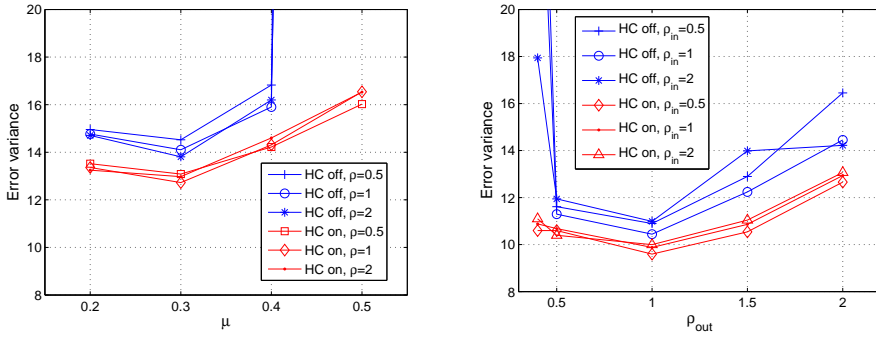 Error variance
20
18
16
14
12
10
8
0.2
0.3
0.4
0.5
μ
HC off, ρ=0.5
HC off, ρ=1
HC off, ρ=2
HC on, ρ=0.5
HC on, ρ=1
HC on, ρ=2
Error variance
20
18
16
14
12
10
8
0.5
1
1.5
2
ρout
HC off, ρin=0.5
HC off, ρin=1
HC off, ρin=2
HC on, ρin=0.5
HC on, ρin=1
HC on, ρin=2